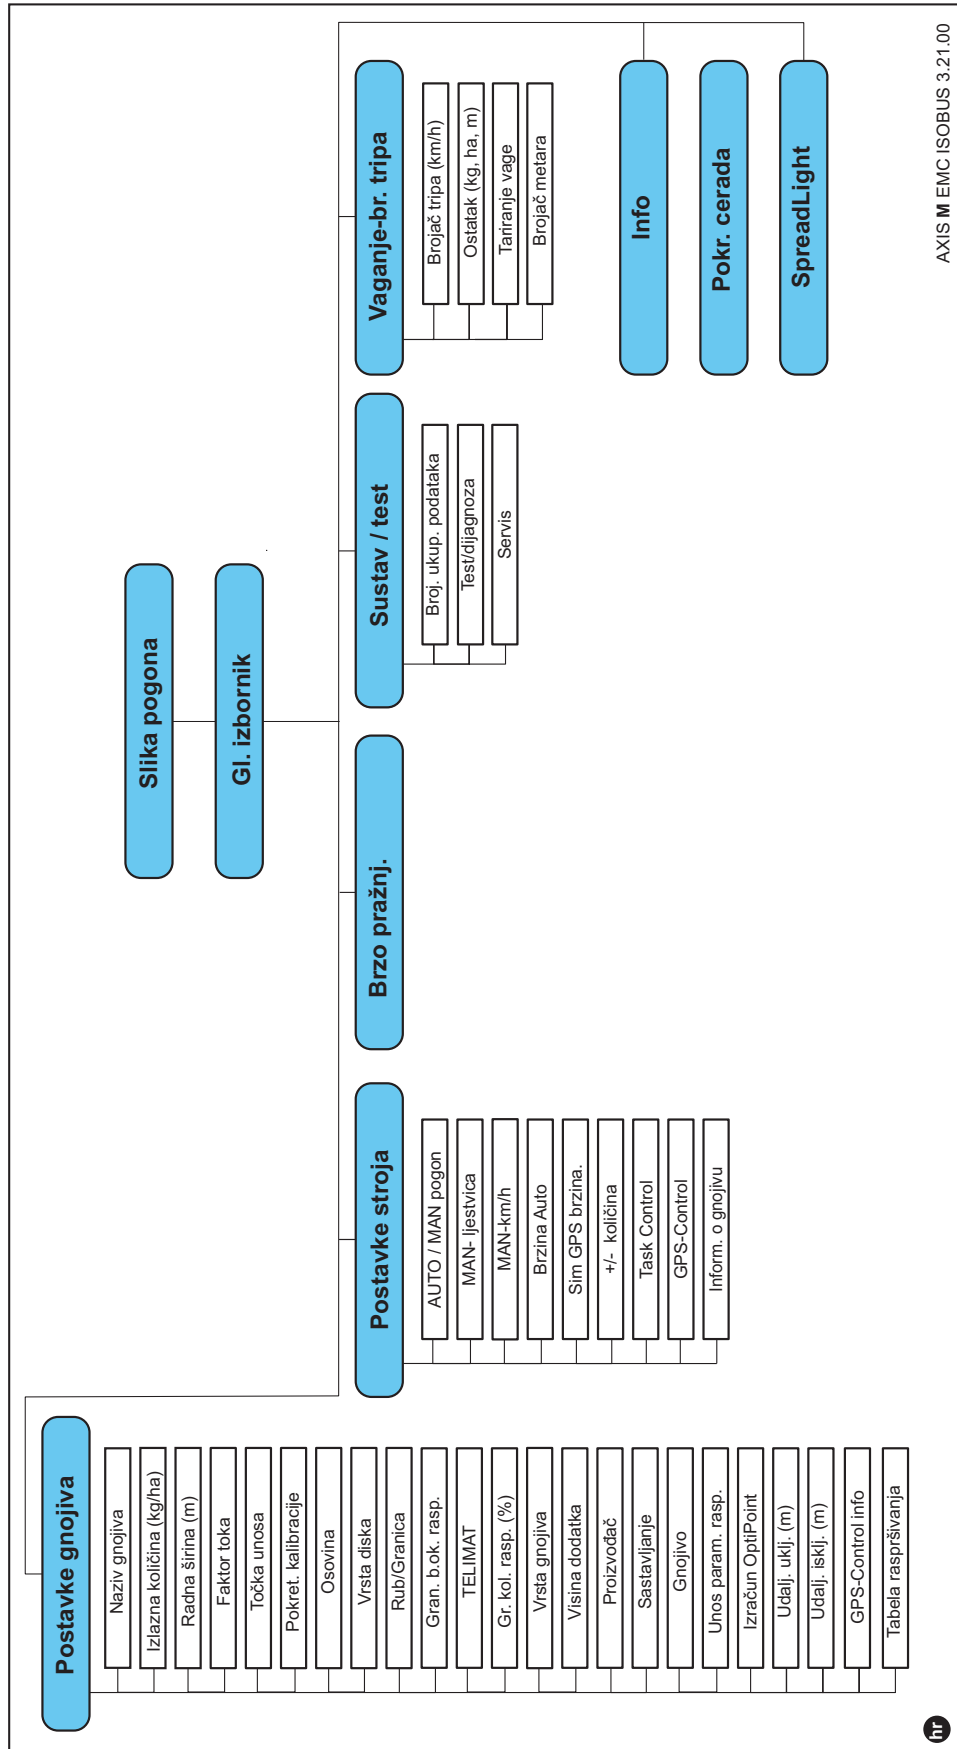 Slika pogona
Gl. izbornik
Postavke gnojiva
Naziv gnojiva
Izlazna količina (kg/ha)
Radna širina (m)
Faktor toka
Točka unosa
Pokret. kalibracije
Osovina
Vrsta diska
Rub/Granica
Gran. b.ok. rasp.
TELIMAT
Gr. kol. rasp. (%)
Vrsta gnojiva
Visina dodatka
Proizvođač
Sastavljanje
Gnojivo
Unos param. rasp.
Izračun OptiPoint
Udalj. uklj. (m)
Udalj. isklj. (m)
GPS-Control info
Tabela raspršivanja
Postavke stroja
AUTO / MAN pogon
MAN- ljestvica
MAN-km/h
Brzina Auto
Sim GPS brzina.
+/- količina
Task Control
GPS-Control
Inform. o gnojivu
Brzo pražnj.
Sustav / test
Broj. ukup. podataka
Test/dijagnoza
Servis
Vaganje-br. tripa
Brojač tripa (km/h)
Ostatak (kg, ha, m)
Tariranje vage
Brojač metara
Info
Pokr. cerada
SpreadLight
hr
AXIS M EMC ISOBUS 3.21.00